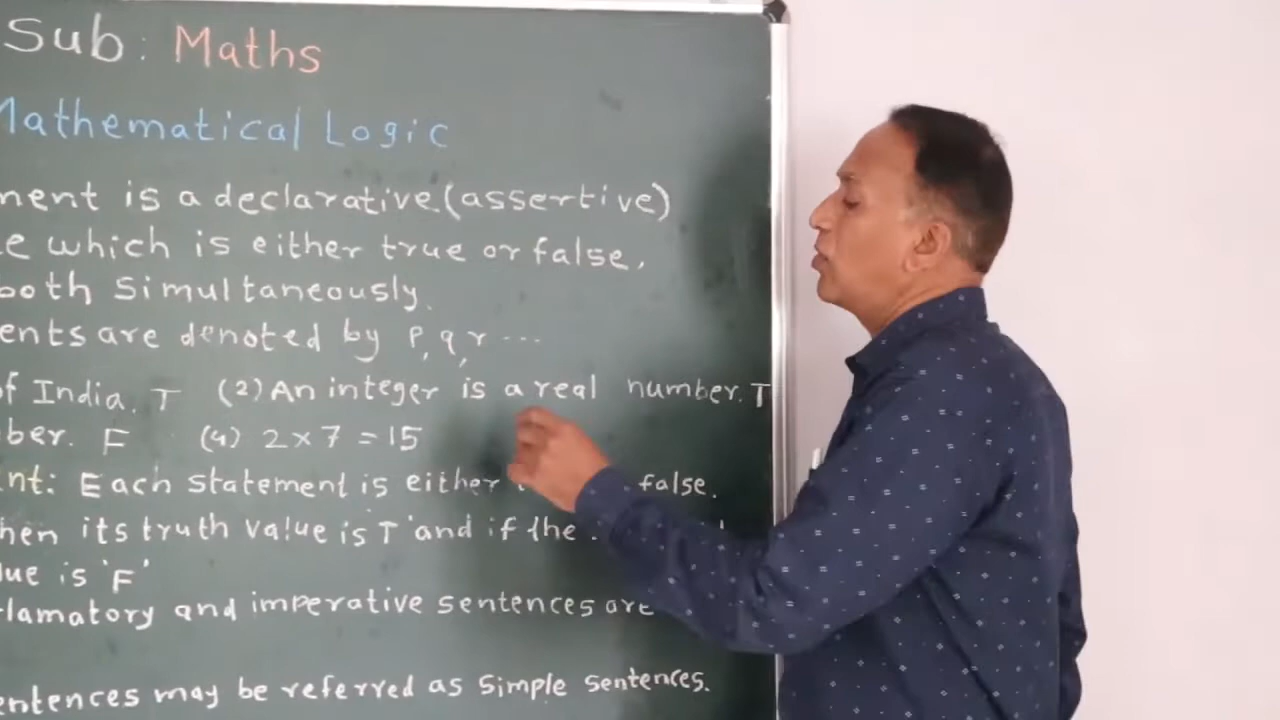 Sub: Maths
Mathematical Logic
ment is a declarative (assertive)
which is either true or false,
both simultaneously.
ents are denoted by p, q, r ...
of India. T (2) An integer is a real number. T
ber. F (4) 2 x 7 = 15
nt: Each statement is either false.
hen its truth value is 'T' and if the
lue is 'F'
lamatory and imperative sentences are
entences may be referred as simple sentences.